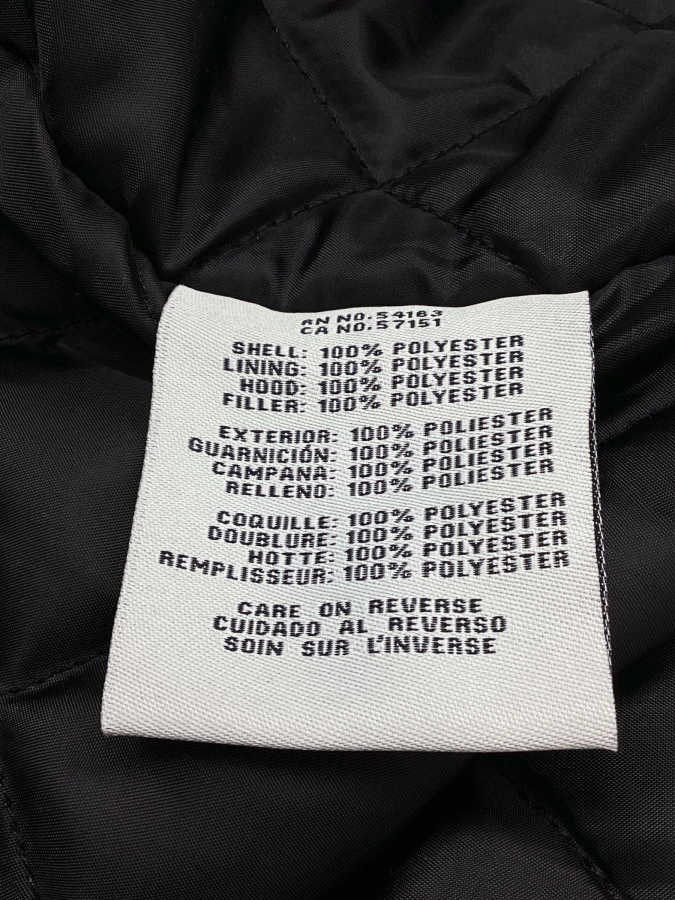 RN NO: 54163
CA NO: 57151
SHELL: 100% POLYESTER
LINING: 100% POLYESTER
HOOD: 100% POLYESTER
FILLER: 100% POLYESTER
EXTERIOR: 100% POLIESTER
GUARNICIÓN: 100% POLIESTER
CAMPANA: 100% POLIESTER
RELLENO: 100% POLIESTER
COQUILLE: 100% POLYESTER
DOUBLURE: 100% POLYESTER
HOTTE: 100% POLYESTER
REMPLISSEUR: 100% POLYESTER
CARE ON REVERSE
CUIDADO AL REVERSO
SOIN SUR L'INVERSE